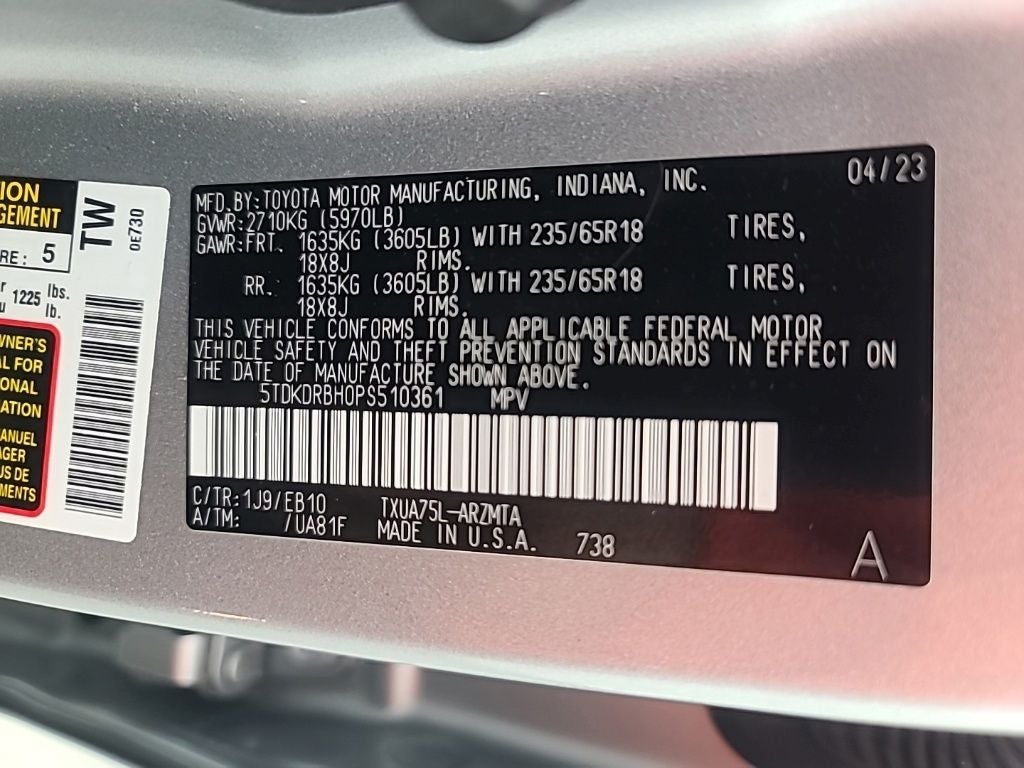 ION
GEMENT
RE: 5
TW
0E730
r 1225 lbs.
u lb.
WNER'S
AL FOR
IONAL
MATION
ANUEL
AGER
US DE
MENTS
MFD.BY:TOYOTA MOTOR MANUFACTURING, INDIANA, INC. 04/23
GVWR:2710KG (5970LB)
GAWR:FRT. 1635KG (3605LB) WITH 235/65R18 TIRES,
18X8J RIMS.
RR. 1635KG (3605LB) WITH 235/65R18 TIRES,
18X8J RIMS.
THIS VEHICLE CONFORMS TO ALL APPLICABLE FEDERAL MOTOR
VEHICLE SAFETY AND THEFT PREVENTION STANDARDS IN EFFECT ON
THE DATE OF MANUFACTURE SHOWN ABOVE.
5TDKDRBH0PS510361 MPV
C/TR:1J9/EB10 TXUA75L-ARZMTA
A/TM: /UA81F MADE IN U.S.A. 738
A